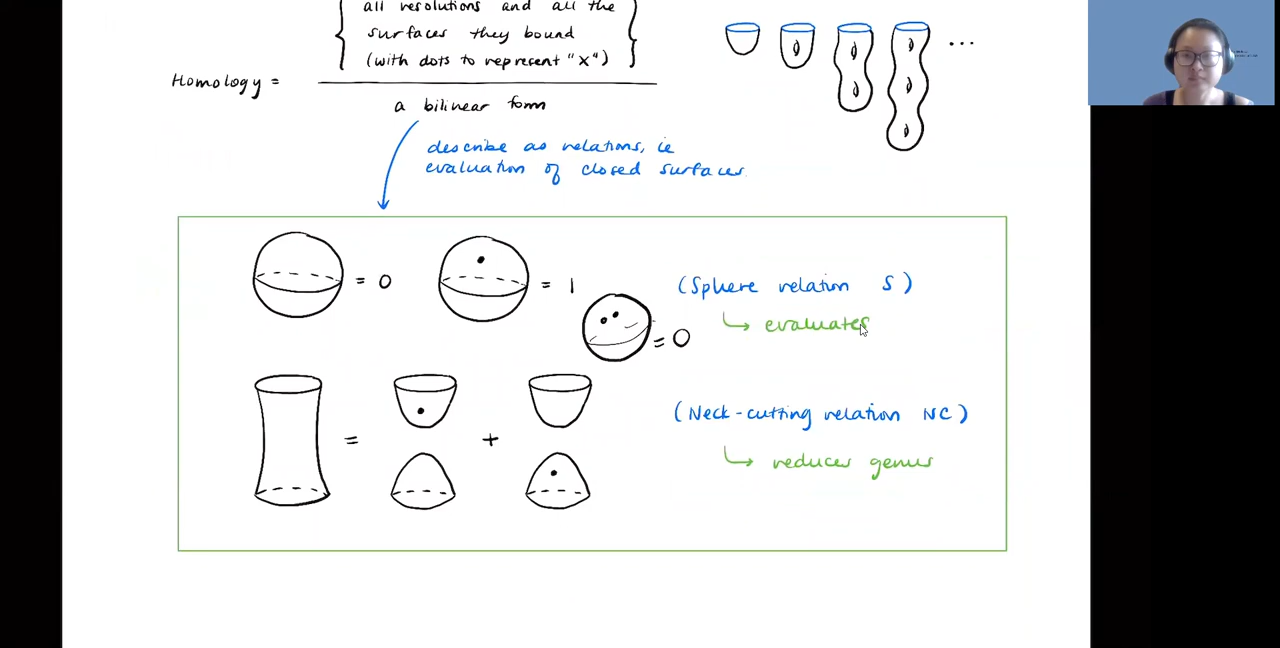 all resolutions and all the
surfaces they bound
(with dots to represent "x")
Homology =
a bilinear form
...
describe as relations, ie
evaluation of closed surfaces.
= 0
= 1
= 0
(Sphere relation S)
↳ evaluates
=
+
(Neck-cutting relation NC)
↳ reduces genus